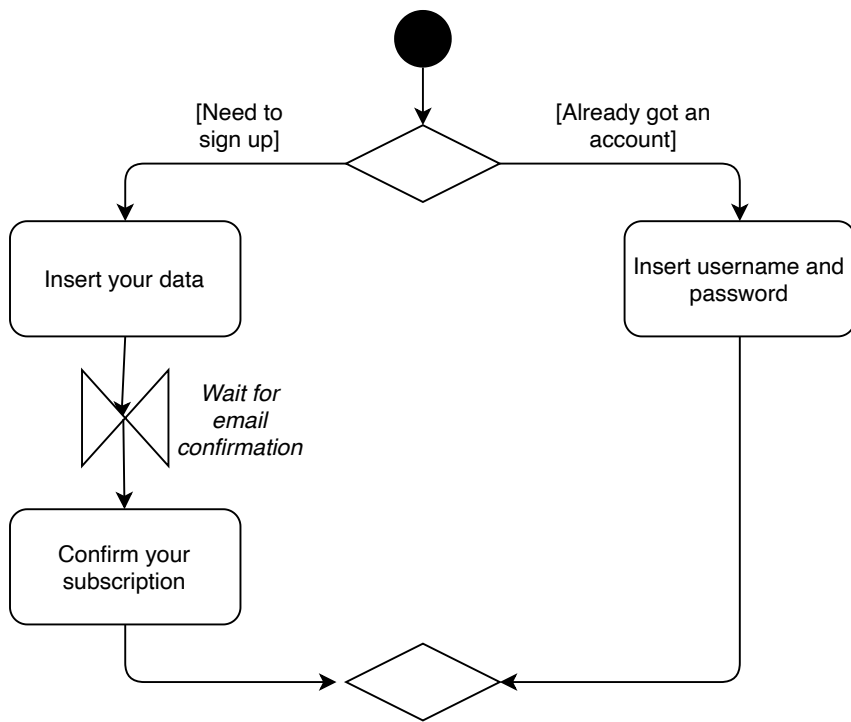 [Need to
sign up]
[Already got an
account]
Insert your data
Insert username and
password
Wait for
email
confirmation
Confirm your
subscription